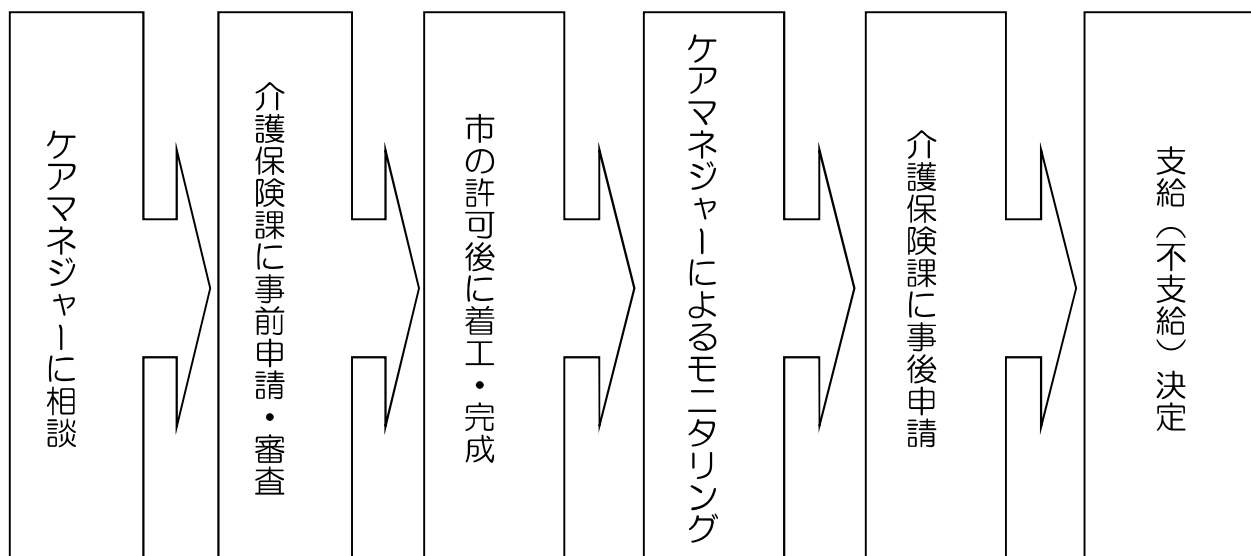 ケアマネジャーに相談
介護保険課に事前申請・審査
市の許可後に着工・完成
ケアマネジャーによるモニタリング
介護保険課に事後申請
支給（不支給）決定